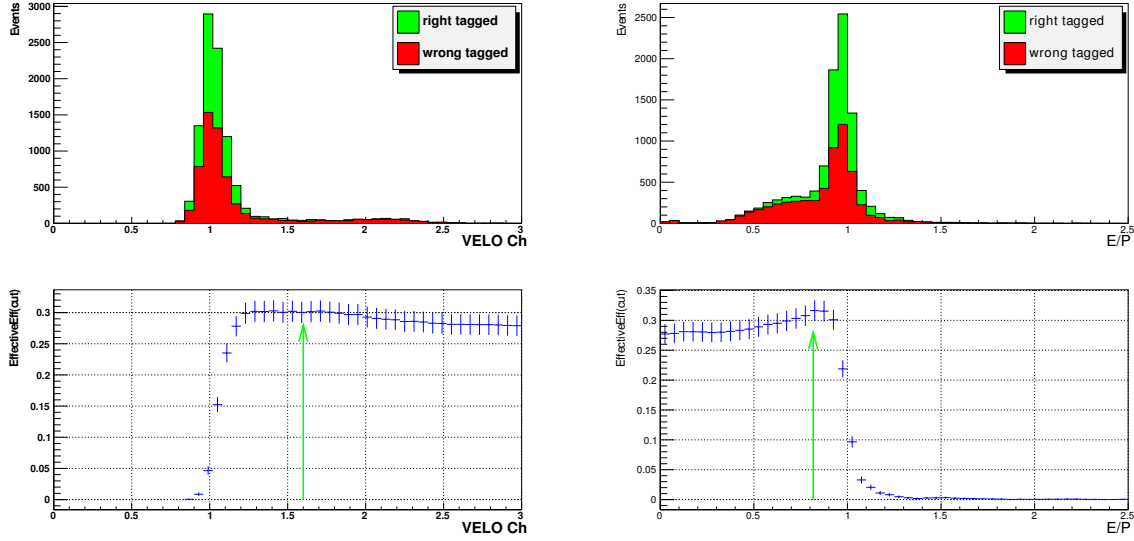 Events
3000
2500
2000
1500
1000
500
0
0 0.5 1 1.5 2 2.5 3
VELO Ch
right tagged
wrong tagged
Events
2500
2000
1500
1000
500
0
0 0.5 1 1.5 2 2.5
E/P
right tagged
wrong tagged
EffectiveEff(cut)
0.3
0.25
0.2
0.15
0.1
0.05
0
0 0.5 1 1.5 2 2.5 3
VELO Ch
EffectiveEff(cut)
0.35
0.3
0.25
0.2
0.15
0.1
0.05
0
0 0.5 1 1.5 2 2.5
E/P